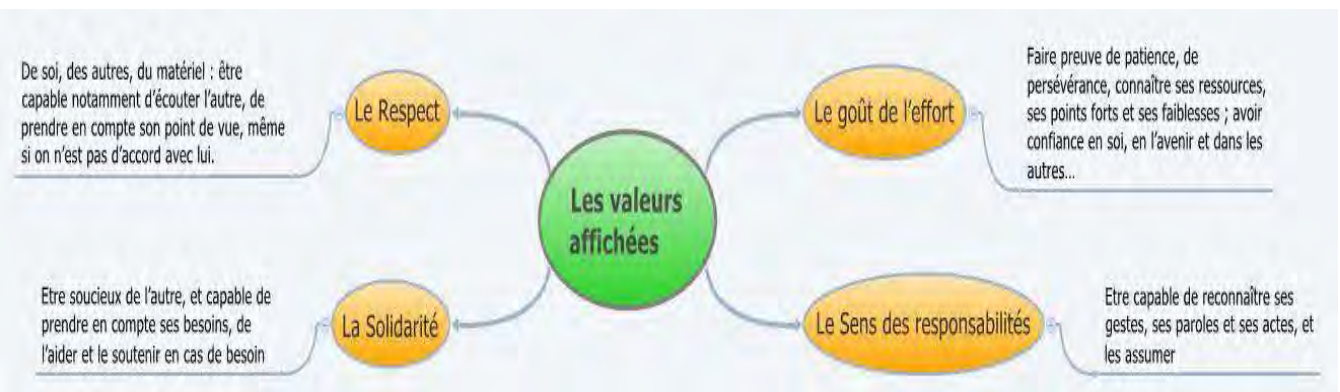 Les valeurs
affichées
Le Respect
De soi, des autres, du matériel : être
capable notamment d'écouter l'autre, de
prendre en compte son point de vue, même
si on n'est pas d'accord avec lui.
Le goût de l'effort
Faire preuve de patience, de
persévérance, connaître ses ressources,
ses points forts et ses faiblesses ; avoir
confiance en soi, en l'avenir et dans les
autres...
La Solidarité
Etre soucieux de l'autre, et capable de
prendre en compte ses besoins, de
l'aider et le soutenir en cas de besoin
Le Sens des responsabilités
Etre capable de reconnaître ses
gestes, ses paroles et ses actes, et
les assumer